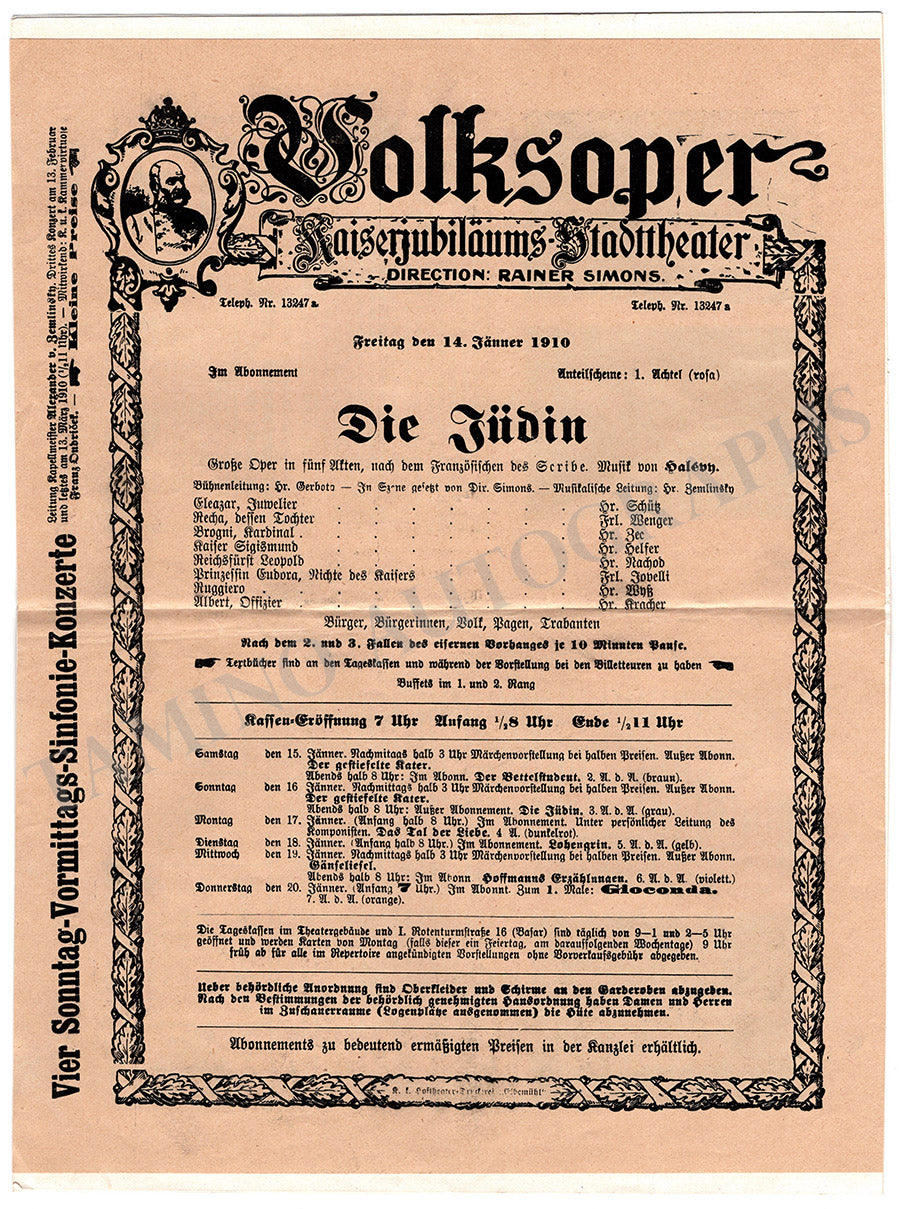 Volksoper
Kaiserjubiläums-Stadttheater
DIRECTION: RAINER SIMONS.
Teleph. Nr. 13247a. Teleph. Nr. 13247a
Freitag den 14. Jänner 1910
Im Abonnement Anteilscheine: 1. Achtel (rosa)
Die Jüdin
Große Oper in fünf Akten, nach dem Französischen des Scribe. Musik von Halévy.
Bühnenleitung: Hr. Gerboto — In Szene gesetzt von Dir. Simons. — Musikalische Leitung: Hr. Zemlinsky
Eleazar, Juwelier . . . . . . . . Hr. Schütz
Recha, dessen Tochter . . . . . . . . Frl. Wenger
Brogni, Kardinal . . . . . . . . Hr. Zec
Kaiser Sigismund . . . . . . . . Hr. Helfer
Reichsfürst Leopold . . . . . . . . Hr. Nachod
Prinzessin Eudora, Nichte des Kaisers . . . . . . Frl. Jovelli
Ruggiero . . . . . . . . Hr. Wyß
Albert, Offizier . . . . . . . . Hr. Kracher
Bürger, Bürgerinnen, Volk, Pagen, Trabanten
Nach dem 2. und 3. Fallen des eisernen Vorhanges je 10 Minuten Pause.
Textbücher sind an den Tageskassen und während der Vorstellung bei den Billetteuren zu haben
Buffets im 1. und 2. Rang
Kassen-Eröffnung 7 Uhr Anfang 1/28 Uhr Ende 1/211 Uhr
Samstag den 15. Jänner. Nachmitags halb 3 Uhr Märchenvorstellung bei halben Preisen. Außer Abonn.
Der gestiefelte Kater.
Abends halb 8 Uhr: Im Abonn. Der Bettelstudent. 2. A. d. A. (braun).
Sonntag den 16 Jänner. Nachmittags halb 3 Uhr Märchenvorstellung bei halben Preisen. Außer Abonn.
Der gestiefelte Kater.
Abends halb 8 Uhr: Außer Abonnement. Die Jüdin. 3. A. d. A. (grau).
Montag den 17. Jänner. (Anfang halb 8 Uhr.) Im Abonnement. Unter persönlicher Leitung des
Komponisten. Das Tal der Liebe. 4 A. (dunkelrot).
Dienstag den 18. Jänner. (Anfang halb 8 Uhr.) Im Abonnement. Lohengrin. 5. A. d. A. (gelb).
Mittwoch den 19. Jänner. Nachmittags halb 3 Uhr Märchenvorstellung bei halben Preisen. Außer Abonn.
Gänseliesel.
Abends halb 8 Uhr: Im Abonn Hoffmanns Erzählungen. 6. A. d. A. (violett.)
Donnerstag den 20. Jänner. (Anfang 7 Uhr.) Im Abonnt. Zum 1. Male: Gioconda.
7. A. d. A. (orange).
Die Tageskassen im Theatergebäude und I. Rotenturmstraße 16 (Basar) sind täglich von 9—1 und 2—5 Uhr
geöffnet und werden Karten von Montag (falls dieser ein Feiertag, am darauffolgenden Wochentage) 9 Uhr
früh ab für alle im Repertoire angekündigten Vorstellungen ohne Vorverkaufsgebühr abgegeben.
Ueber behördliche Anordnung sind Oberkleider und Schirme an den Garderoben abzugeben.
Nach den Bestimmungen der behördlich genehmigten Hausordnung haben Damen und Herren
im Zuschauerraume (Logenplätze ausgenommen) die Hüte abzunehmen.
Abonnements zu bedeutend ermäßigten Preisen in der Kanzlei erhältlich.
K. k. Hoftheater-Druckerei „Elbemühl“
Vier Sonntag-Vormittags-Sinfonie-Konzerte
Leitung Kapellmeister Alexander v. Zemlinsky. Drittes Konzert am 13. Februar
und letztes am 13. März 1910 (1/211 Uhr). — Mitwirkend: K. u. k. Kammervirtuose
Franz Ondriček. — Kleine Preise
TAMINO AUTOGRAPHS